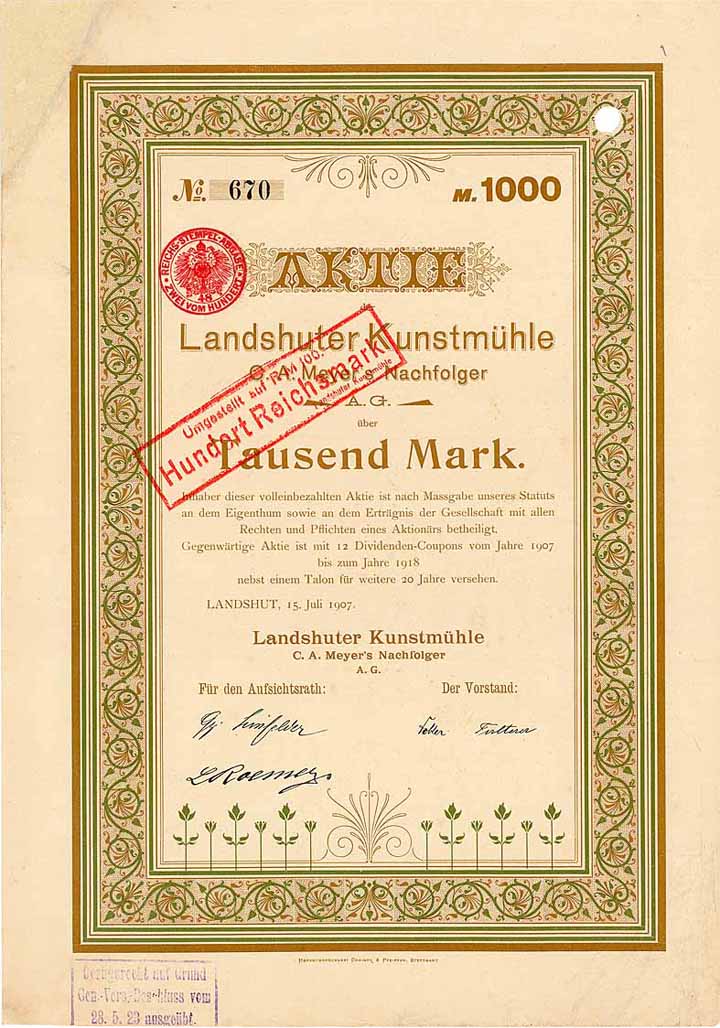 No. 670
M. 1000
REICHS-STEMPEL-ABGABE
ZWEI VOM HUNDERT
48
AKTIE
der
Landshuter Kunstmühle
C. A. Meyer's Nachfolger
A. G.
über
Tausend Mark.
Umgestellt auf RM 100.
Hundert Reichsmark
Landshuter Kunstmühle
Inhaber dieser volleinbezahlten Aktie ist nach Massgabe unseres Statuts
an dem Eigenthum sowie an dem Erträgnis der Gesellschaft mit allen
Rechten und Pflichten eines Aktionärs betheiligt.
Gegenwärtige Aktie ist mit 12 Dividenden-Coupons vom Jahre 1907
bis zum Jahre 1918
nebst einem Talon für weitere 20 Jahre versehen.
LANDSHUT, 15. Juli 1907.
Landshuter Kunstmühle
C. A. Meyer's Nachfolger
A. G.
Für den Aufsichtsrath:
Der Vorstand:
L Roemer
Bezugsrecht auf Grund
Gen.-Vers.-Beschluss vom
28. 5. 23 ausgeübt.